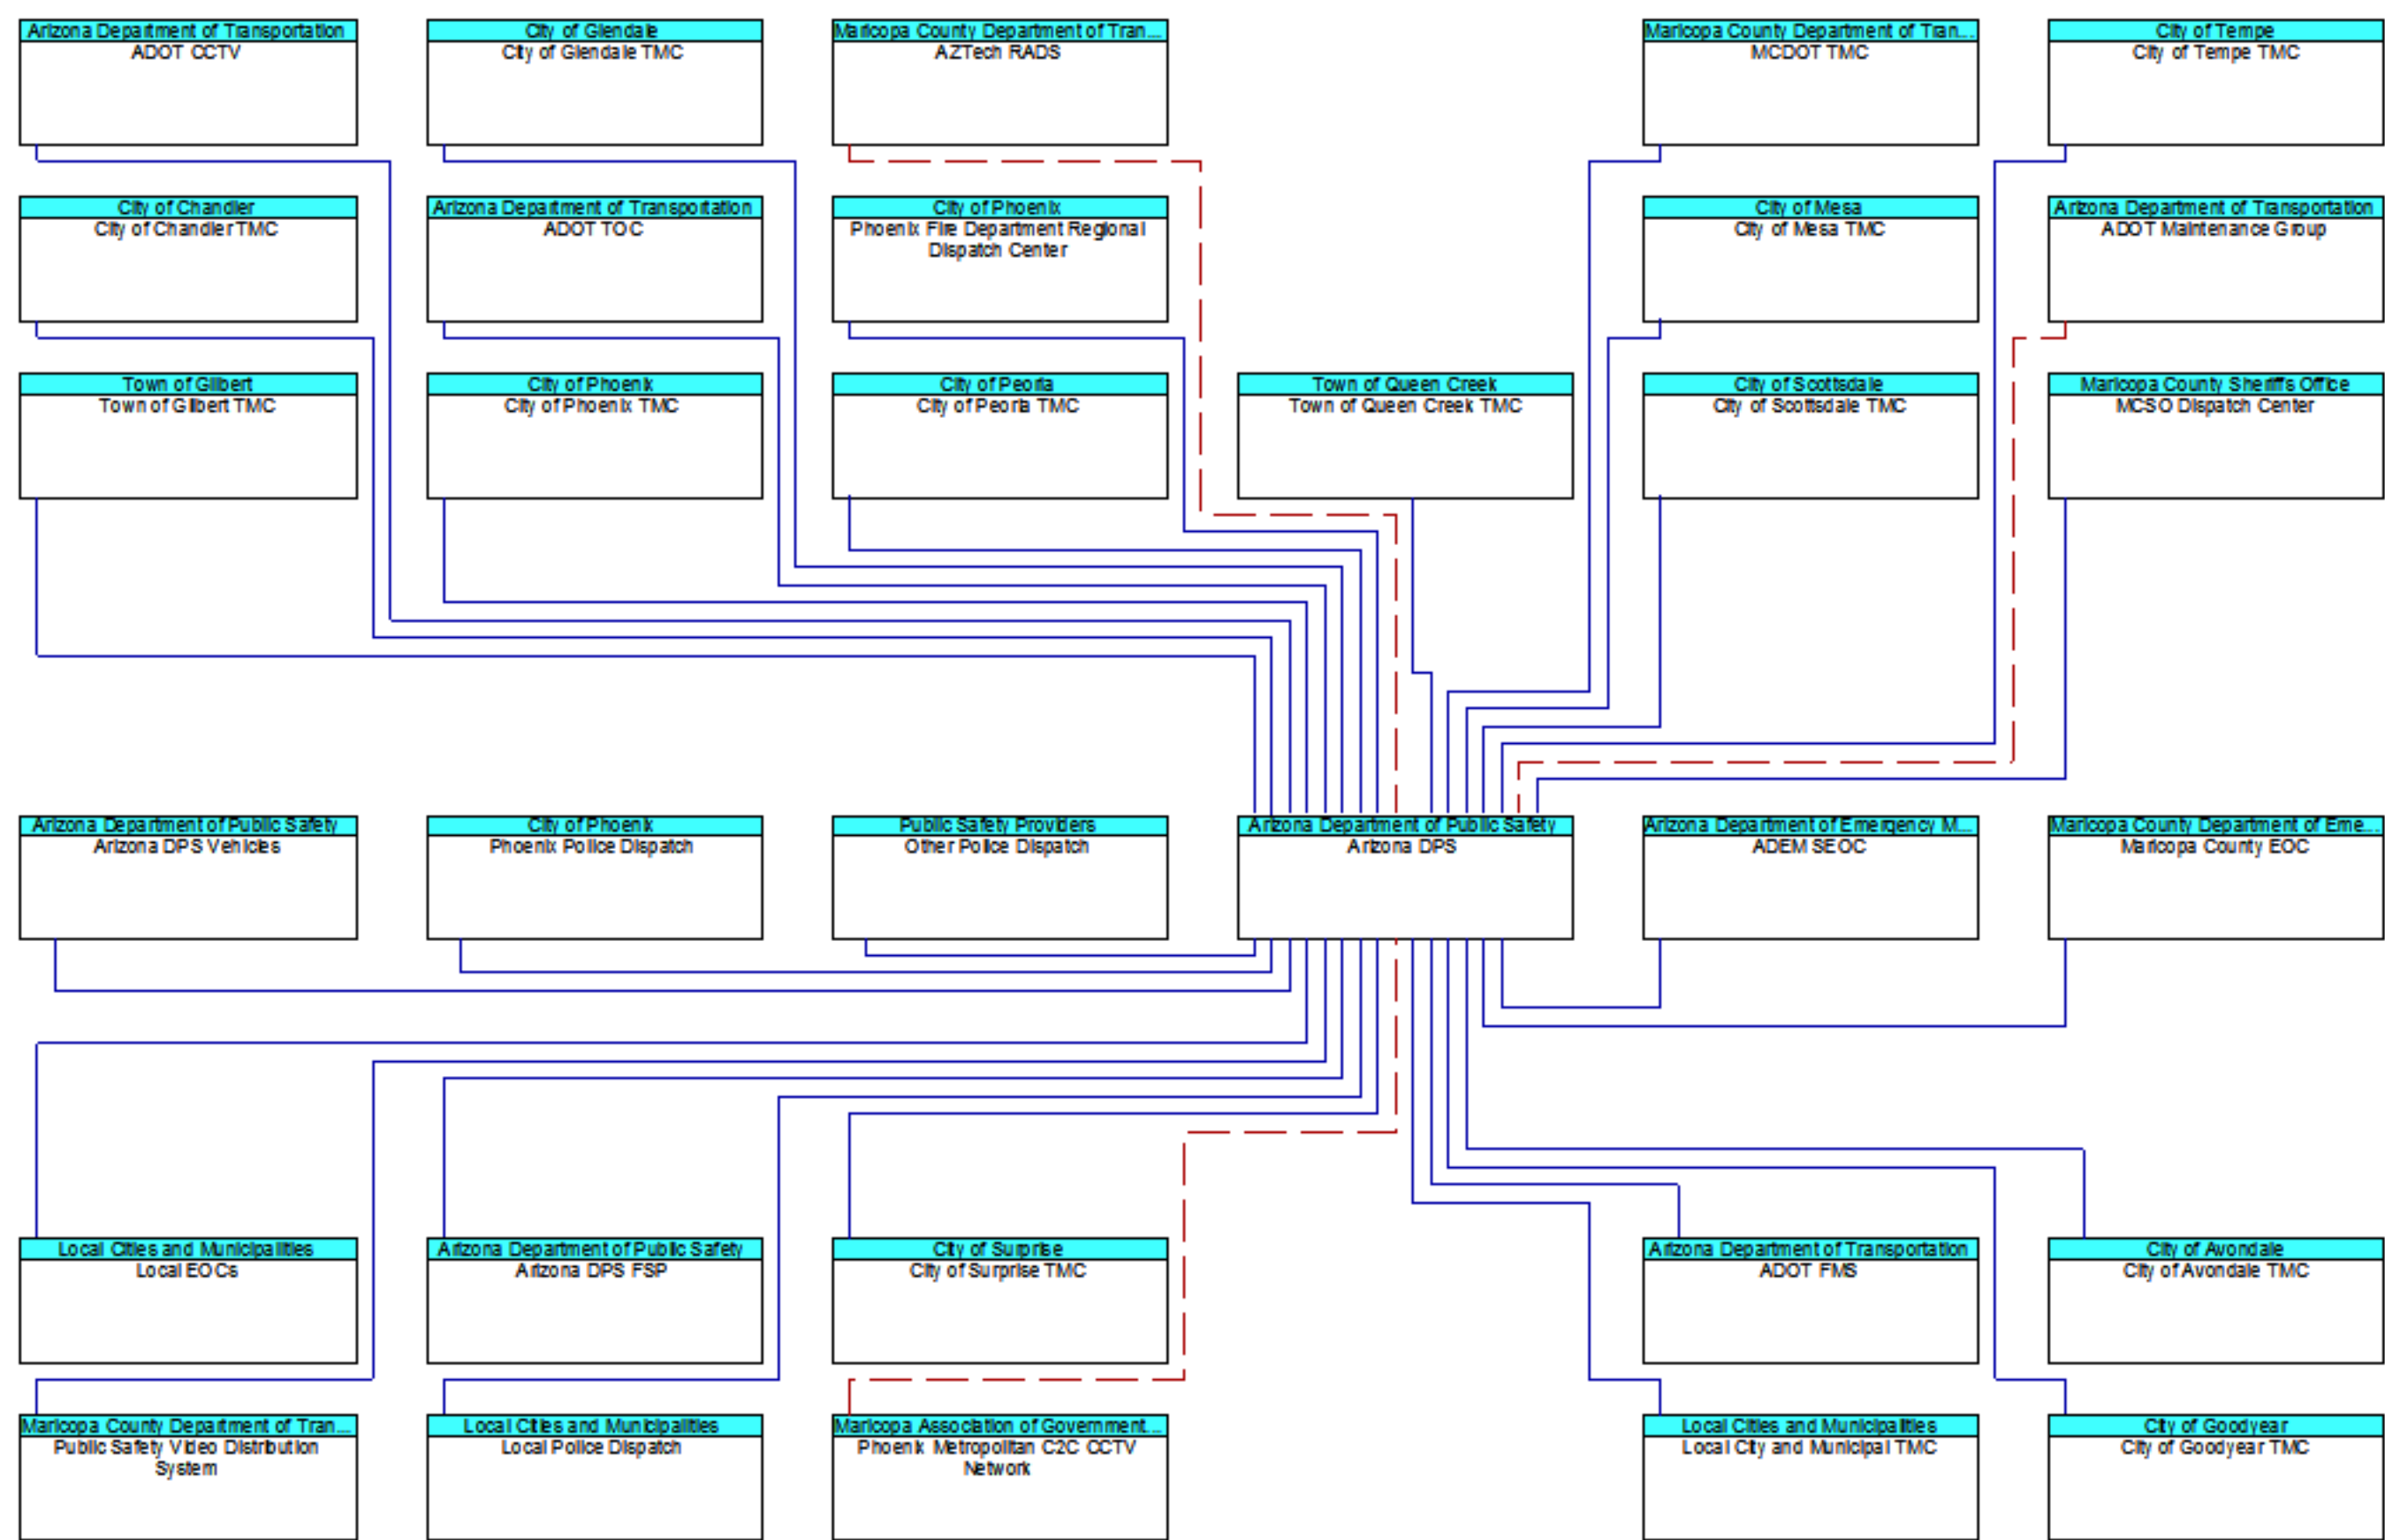 Arizona Department of Transportation
ADOT CCTV
City of Glendale
City of Glendale TMC
Maricopa County Department of Tran...
AZTech RADS
Maricopa County Department of Tran...
MCDOT TMC
City of Tempe
City of Tempe TMC
City of Chandler
City of Chandler TMC
Arizona Department of Transportation
ADOT TOC
City of Phoenix
Phoenix Fire Department Regional
Dispatch Center
City of Mesa
City of Mesa TMC
Arizona Department of Transportation
ADOT Maintenance Group
Town of Gilbert
Town of Gilbert TMC
City of Phoenix
City of Phoenix TMC
City of Peoria
City of Peoria TMC
Town of Queen Creek
Town of Queen Creek TMC
City of Scottsdale
City of Scottsdale TMC
Maricopa County Sheriff's Office
MCSO Dispatch Center
Arizona Department of Public Safety
Arizona DPS Vehicles
City of Phoenix
Phoenix Police Dispatch
Public Safety Providers
Other Police Dispatch
Arizona Department of Public Safety
Arizona DPS
Arizona Department of Emergency M...
ADEM SEOC
Maricopa County Department of Eme...
Maricopa County EOC
Local Cities and Municipalities
Local EOCs
Arizona Department of Public Safety
Arizona DPS FSP
City of Surprise
City of Surprise TMC
Arizona Department of Transportation
ADOT FMS
City of Avondale
City of Avondale TMC
Maricopa County Department of Tran...
Public Safety Video Distribution
System
Local Cities and Municipalities
Local Police Dispatch
Maricopa Association of Government...
Phoenix Metropolitan C2C CCTV
Network
Local Cities and Municipalities
Local City and Municipal TMC
City of Goodyear
City of Goodyear TMC